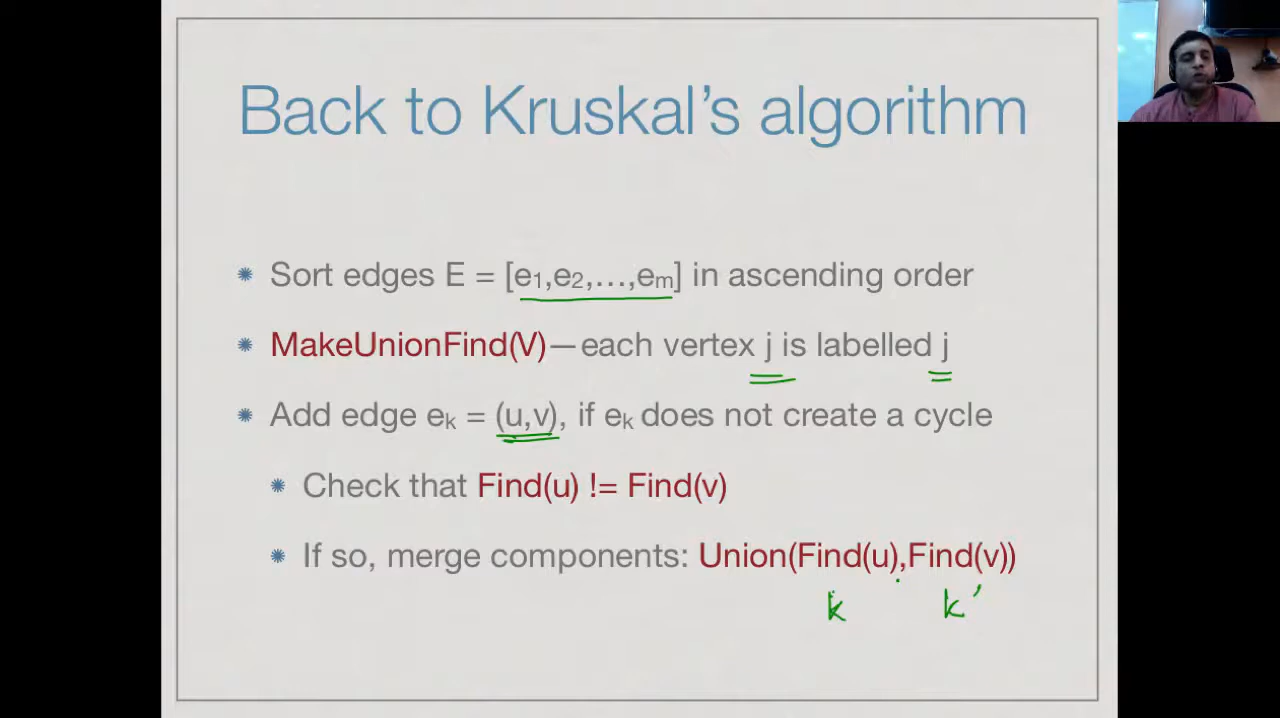 Back to Kruskal's algorithm
Sort edges E = [e1,e2,…,em] in ascending order
MakeUnionFind(V)—each vertex j is labelled j
Add edge ek = (u,v), if ek does not create a cycle
Check that Find(u) != Find(v)
If so, merge components: Union(Find(u),Find(v))
k k'